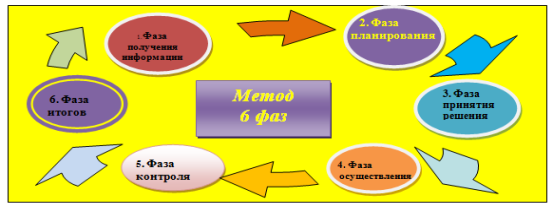 1. Фаза
получения
информации
2. Фаза
планирования
3. Фаза
принятия
решения
4. Фаза
осуществления
5. Фаза
контроля
6. Фаза
итогов
Метод
6 фаз